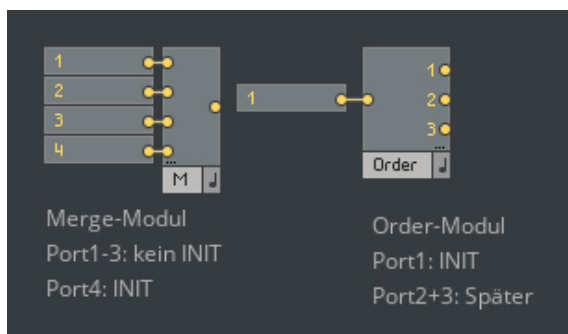 1
2
3
4
...
M
1
1
2
3
...
Order
Merge-Modul
Port1-3: kein INIT
Port4: INIT
Order-Modul
Port1: INIT
Port2+3: Später